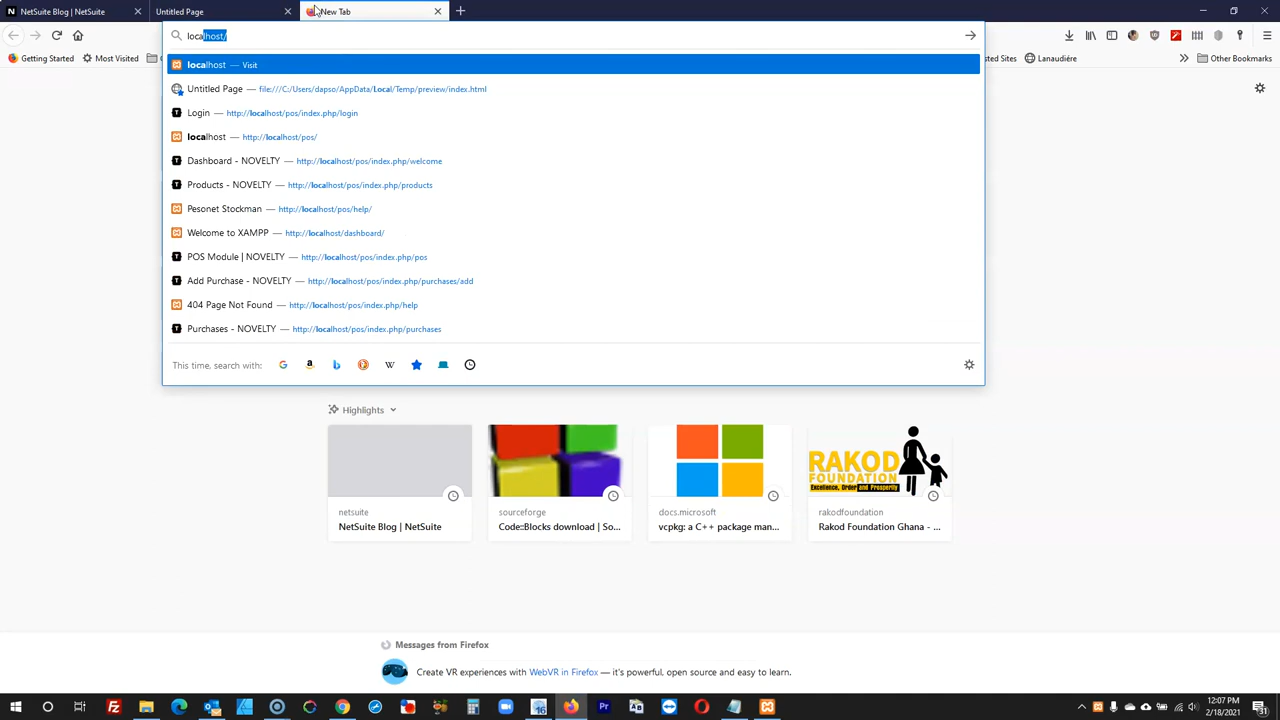 NetSuite Blog | NetSuite
Untitled Page
New Tab
localhost/
Getting Started
Most Visited
sted Sites
Lanaudière
Other Bookmarks
localhost — Visit
Untitled Page — file:///C:/Users/dapso/AppData/Local/Temp/preview/index.html
Login — http://localhost/pos/index.php/login
localhost — http://localhost/pos/
Dashboard - NOVELTY — http://localhost/pos/index.php/welcome
Products - NOVELTY — http://localhost/pos/index.php/products
Pesonet Stockman — http://localhost/pos/help/
Welcome to XAMPP — http://localhost/dashboard/
POS Module | NOVELTY — http://localhost/pos/index.php/pos
Add Purchase - NOVELTY — http://localhost/pos/index.php/purchases/add
404 Page Not Found — http://localhost/pos/index.php/help
Purchases - NOVELTY — http://localhost/pos/index.php/purchases
This time, search with:
Highlights
RAKOD
FOUNDATION
Excellence, Order and Prosperity
netsuite
NetSuite Blog | NetSuite
sourceforge
Code::Blocks download | So...
docs.microsoft
vcpkg: a C++ package man...
rakodfoundation
Rakod Foundation Ghana - ...
Messages from Firefox
Create VR experiences with WebVR in Firefox — it's powerful, open source and easy to learn.
12:07 PM
2/18/2021